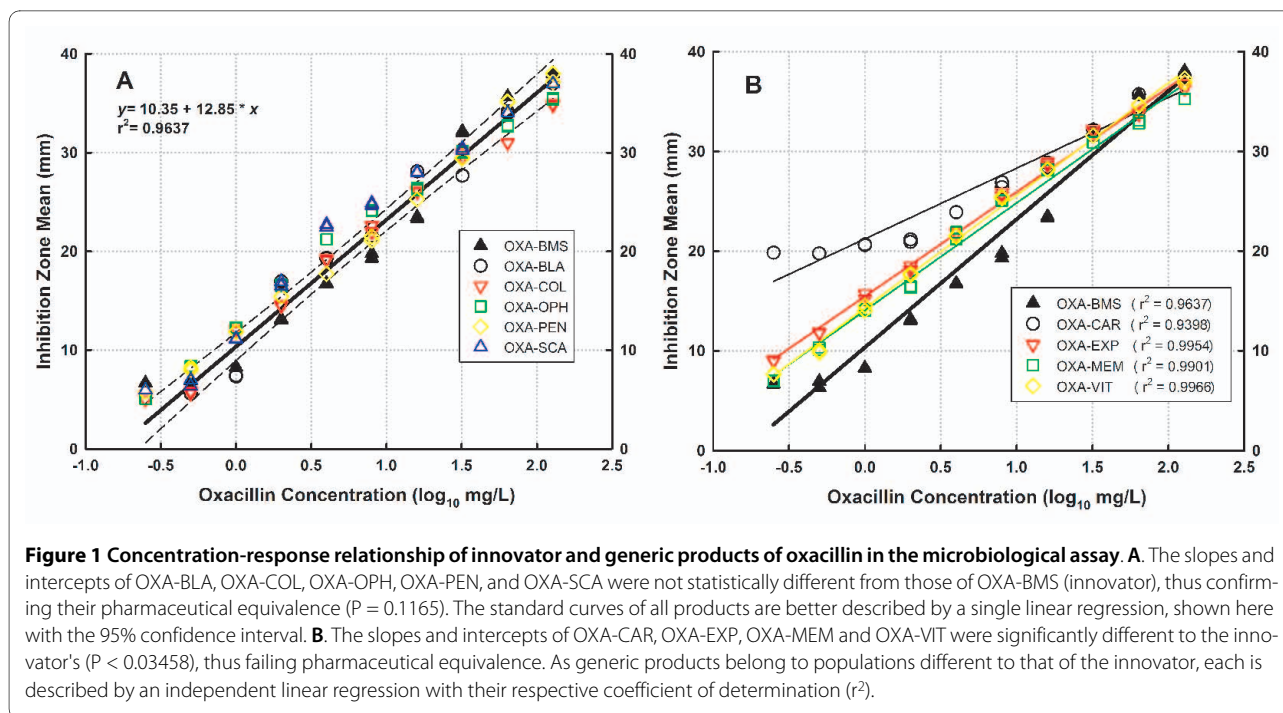 A
y= 10.35 + 12.85 * x
r²= 0.9637
Inhibition Zone Mean (mm)
40
30
20
10
0
40
30
20
10
0
OXA-BMS
OXA-BLA
OXA-COL
OXA-OPH
OXA-PEN
OXA-SCA
-1.0 -0.5 0.0 0.5 1.0 1.5 2.0 2.5
Oxacillin Concentration (log₁₀ mg/L)
B
Inhibition Zone Mean (mm)
40
30
20
10
0
40
30
20
10
0
OXA-BMS ( r² = 0.9637)
OXA-CAR ( r² = 0.9398)
OXA-EXP ( r² = 0.9954)
OXA-MEM ( r² = 0.9901)
OXA-VIT ( r² = 0.9966)
-1.0 -0.5 0.0 0.5 1.0 1.5 2.0 2.5
Oxacillin Concentration (log₁₀ mg/L)
Figure 1 Concentration-response relationship of innovator and generic products of oxacillin in the microbiological assay. A. The slopes and
intercepts of OXA-BLA, OXA-COL, OXA-OPH, OXA-PEN, and OXA-SCA were not statistically different from those of OXA-BMS (innovator), thus confirm-
ing their pharmaceutical equivalence (P = 0.1165). The standard curves of all products are better described by a single linear regression, shown here
with the 95% confidence interval. B. The slopes and intercepts of OXA-CAR, OXA-EXP, OXA-MEM and OXA-VIT were significantly different to the inno-
vator's (P < 0.03458), thus failing pharmaceutical equivalence. As generic products belong to populations different to that of the innovator, each is
described by an independent linear regression with their respective coefficient of determination (r²).